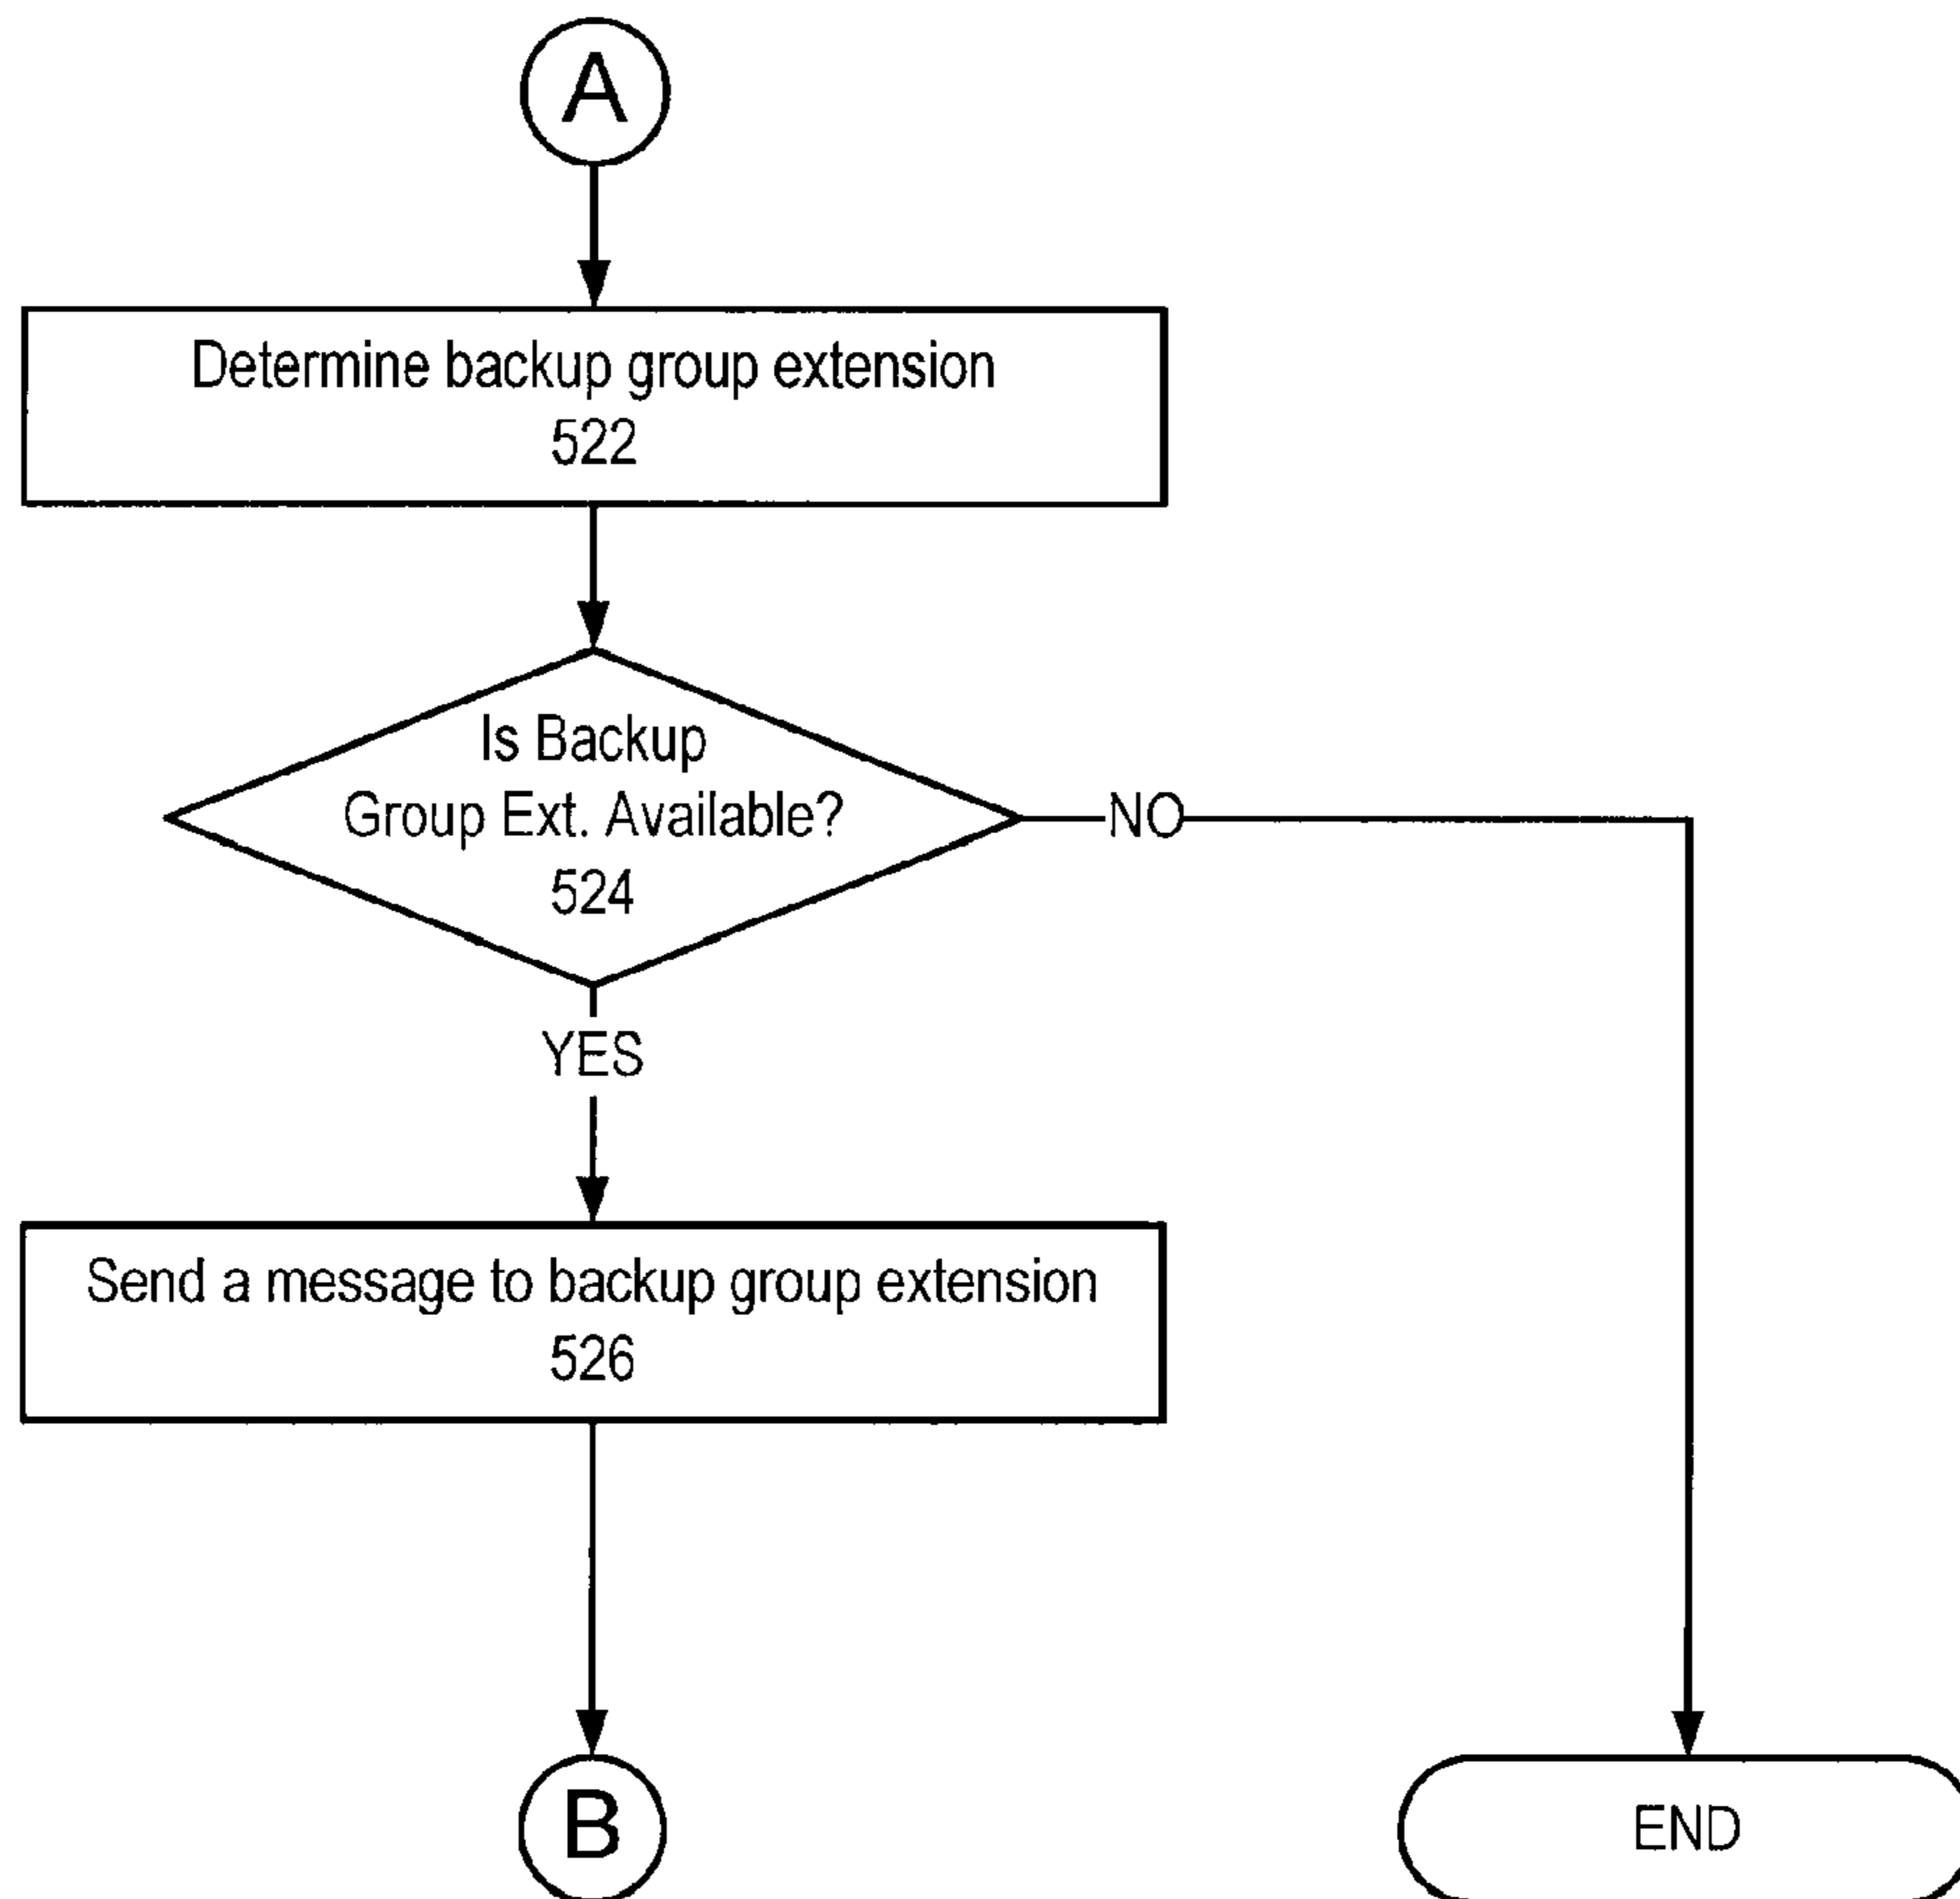 A
Determine backup group extension
522
Is Backup
Group Ext. Available?
524
NO
YES
Send a message to backup group extension
526
B
END